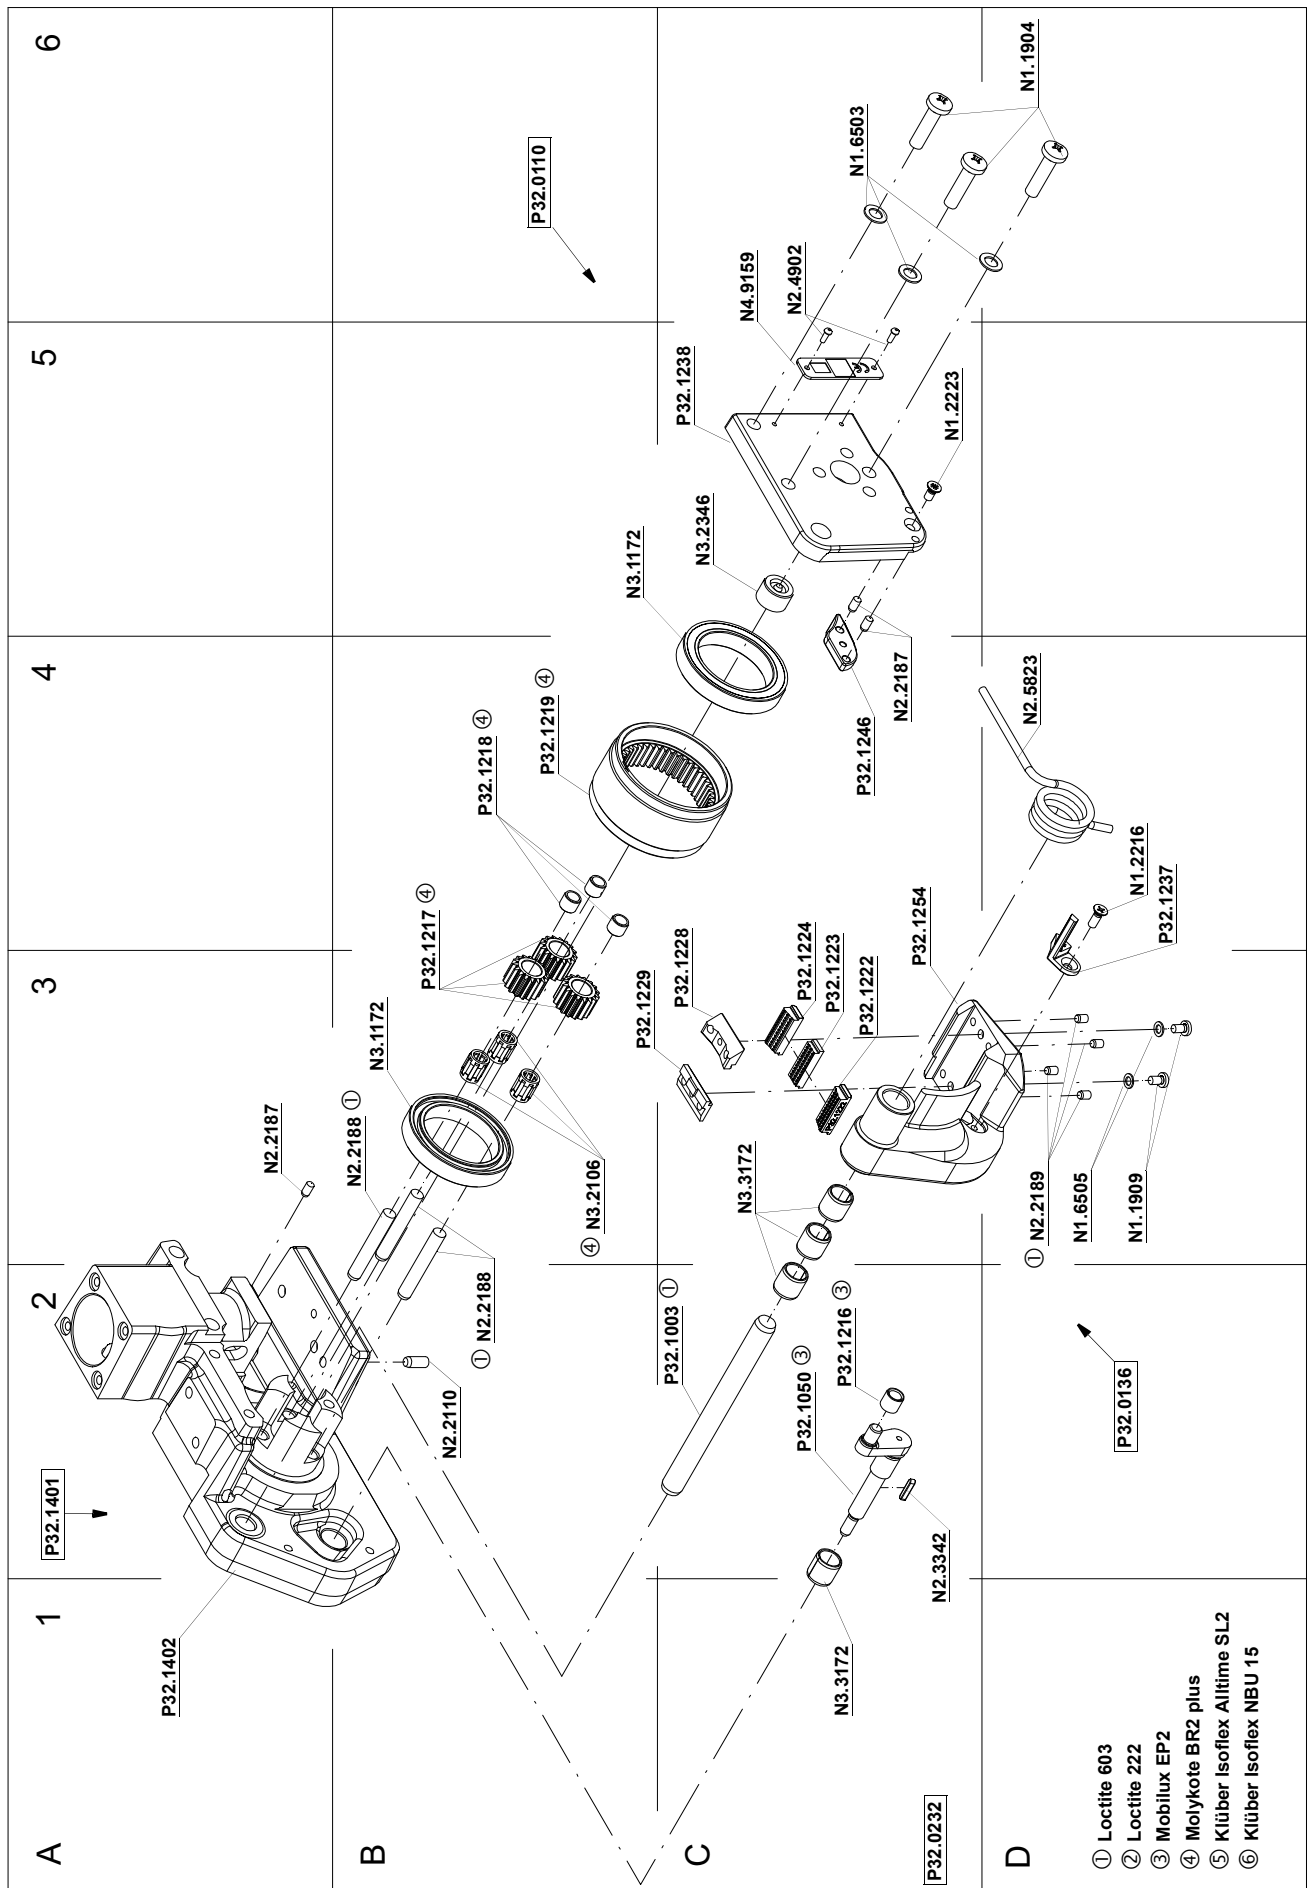 1
2
3
4
5
6
A
B
C
D
P32.1401
P32.1402
N2.2187
N2.2188 ①
N3.1172
P32.1217 ④
P32.1218 ④
P32.1219 ④
P32.0110
① N2.2188
N2.2110
④ N3.2106
N3.1172
N3.2346
P32.1238
N4.9159
N2.4902
N1.6503
N1.1904
N1.2223
N2.2187
P32.1246
P32.1229
P32.1228
P32.1224
P32.1223
P32.1222
P32.1254
N2.5823
N1.2216
P32.1237
N3.3172
P32.1003 ①
P32.1050 ③
P32.1216 ③
N2.3342
N3.3172
① N2.2189
N1.6505
N1.1909
P32.0136
P32.0232
① Loctite 603
② Loctite 222
③ Mobilux EP2
④ Molykote BR2 plus
⑤ Klüber Isoflex Alltime SL2
⑥ Klüber Isoflex NBU 15